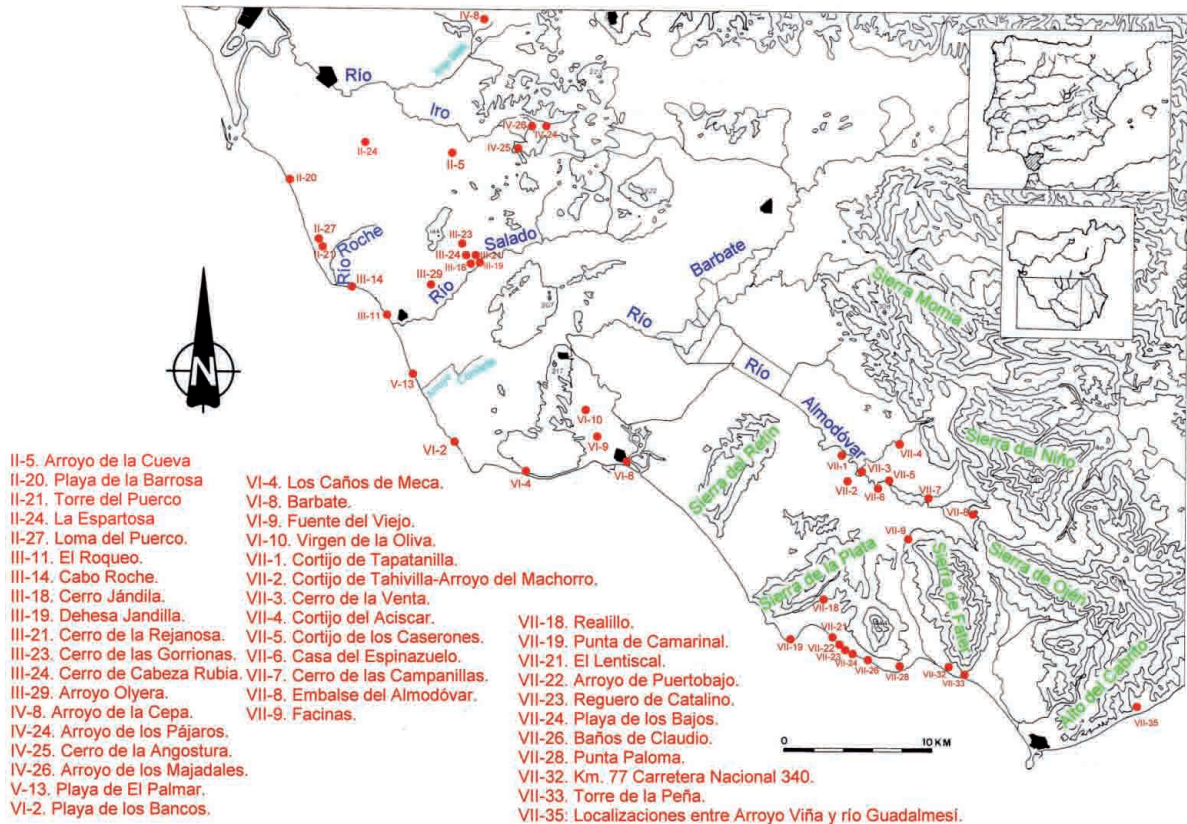 IV-8
Río
Iro
IV-26
IV-24
IV-25
II-24
II-5
II-20
II-27
II-21
Río Roche
III-23
Salado
III-24
III-21
III-18
III-19
III-14
III-29
Río
III-11
Barbate
Río
Sierra Momia
N
V-13
Río
Almodóvar
VI-10
VI-9
VI-2
VI-4
VI-8
Sierra del Retín
VII-4
VII-1
VII-3
VII-5
VII-2
VII-6
VII-7
VII-8
Sierra del Niño
VII-9
Sierra de la Plata
Sierra de Fates
Sierra de Ojén
VII-18
VII-21
VII-19
VII-22
VII-23
VII-24
VII-26
VII-28
VII-32
VII-33
Alto del Cabrito
VII-35
0
10 KM
II-5. Arroyo de la Cueva
II-20. Playa de la Barrosa
II-21. Torre del Puerco
II-24. La Espartosa
II-27. Loma del Puerco.
III-11. El Roqueo.
III-14. Cabo Roche.
III-18. Cerro Jándila.
III-19. Dehesa Jandilla.
III-21. Cerro de la Rejanosa.
III-23. Cerro de las Gorrionas.
III-24. Cerro de Cabeza Rubia.
III-29. Arroyo Olyera.
IV-8. Arroyo de la Cepa.
IV-24. Arroyo de los Pájaros.
IV-25. Cerro de la Angostura.
IV-26. Arroyo de los Majadales.
V-13. Playa de El Palmar.
VI-2. Playa de los Bancos.
VI-4. Los Caños de Meca.
VI-8. Barbate.
VI-9. Fuente del Viejo.
VI-10. Virgen de la Oliva.
VII-1. Cortijo de Tapatanilla.
VII-2. Cortijo de Tahivilla-Arroyo del Machorro.
VII-3. Cerro de la Venta.
VII-4. Cortijo del Aciscar.
VII-5. Cortijo de los Caserones.
VII-6. Casa del Espinazuelo.
VII-7. Cerro de las Campanillas.
VII-8. Embalse del Almodóvar.
VII-9. Facinas.
VII-18. Realillo.
VII-19. Punta de Camarinal.
VII-21. El Lentiscal.
VII-22. Arroyo de Puertobajo.
VII-23. Reguero de Catalino.
VII-24. Playa de los Bajos.
VII-26. Baños de Claudio.
VII-28. Punta Paloma.
VII-32. Km. 77 Carretera Nacional 340.
VII-33. Torre de la Peña.
VII-35: Localizaciones entre Arroyo Viña y río Guadalmesí.